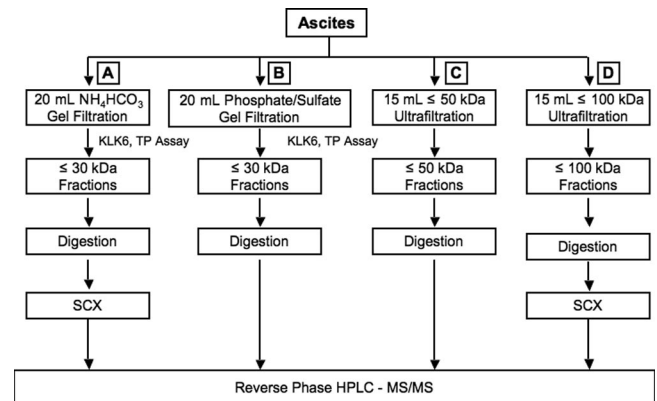 Ascites
A
B
C
D
20 mL NH₄HCO₃
Gel Filtration
20 mL Phosphate/Sulfate
Gel Filtration
15 mL ≤ 50 kDa
Ultrafiltration
15 mL ≤ 100 kDa
Ultrafiltration
KLK6, TP Assay
KLK6, TP Assay
≤ 30 kDa
Fractions
≤ 30 kDa
Fractions
≤ 50 kDa
Fractions
≤ 100 kDa
Fractions
Digestion
Digestion
Digestion
Digestion
SCX
SCX
Reverse Phase HPLC - MS/MS